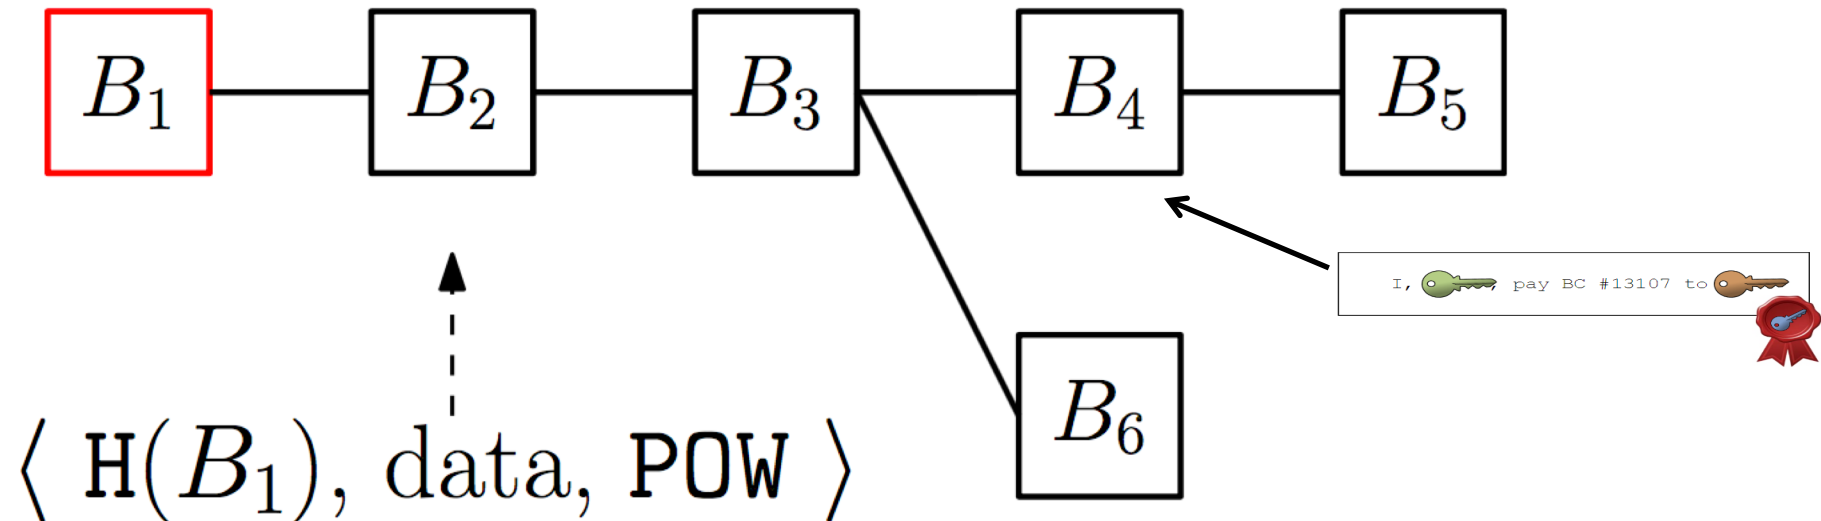 B₁ B₂ B₃ B₄ B₅
I, , pay BC #13107 to
B₆
⟨ H(B₁), data, POW ⟩